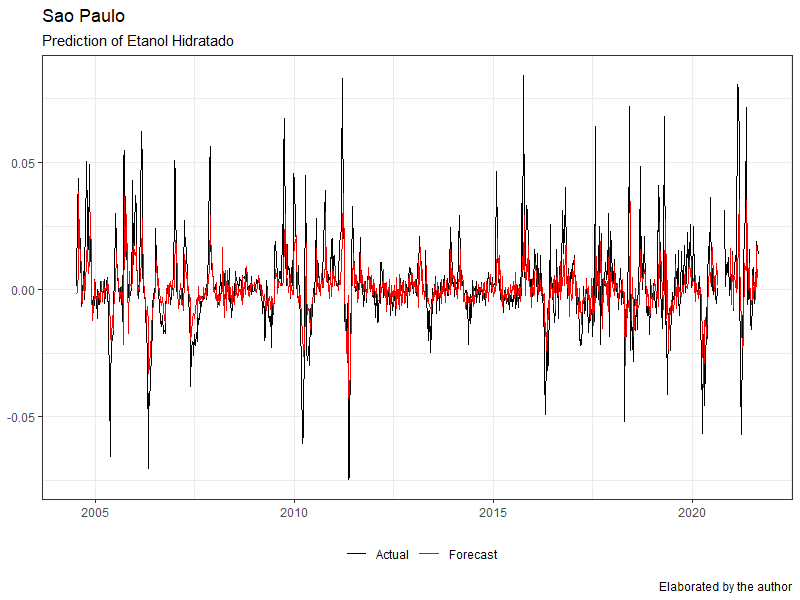 Sao Paulo
Prediction of Etanol Hidratado
0.05
0.00
-0.05
2005 2010 2015 2020
Actual Forecast
Elaborated by the author